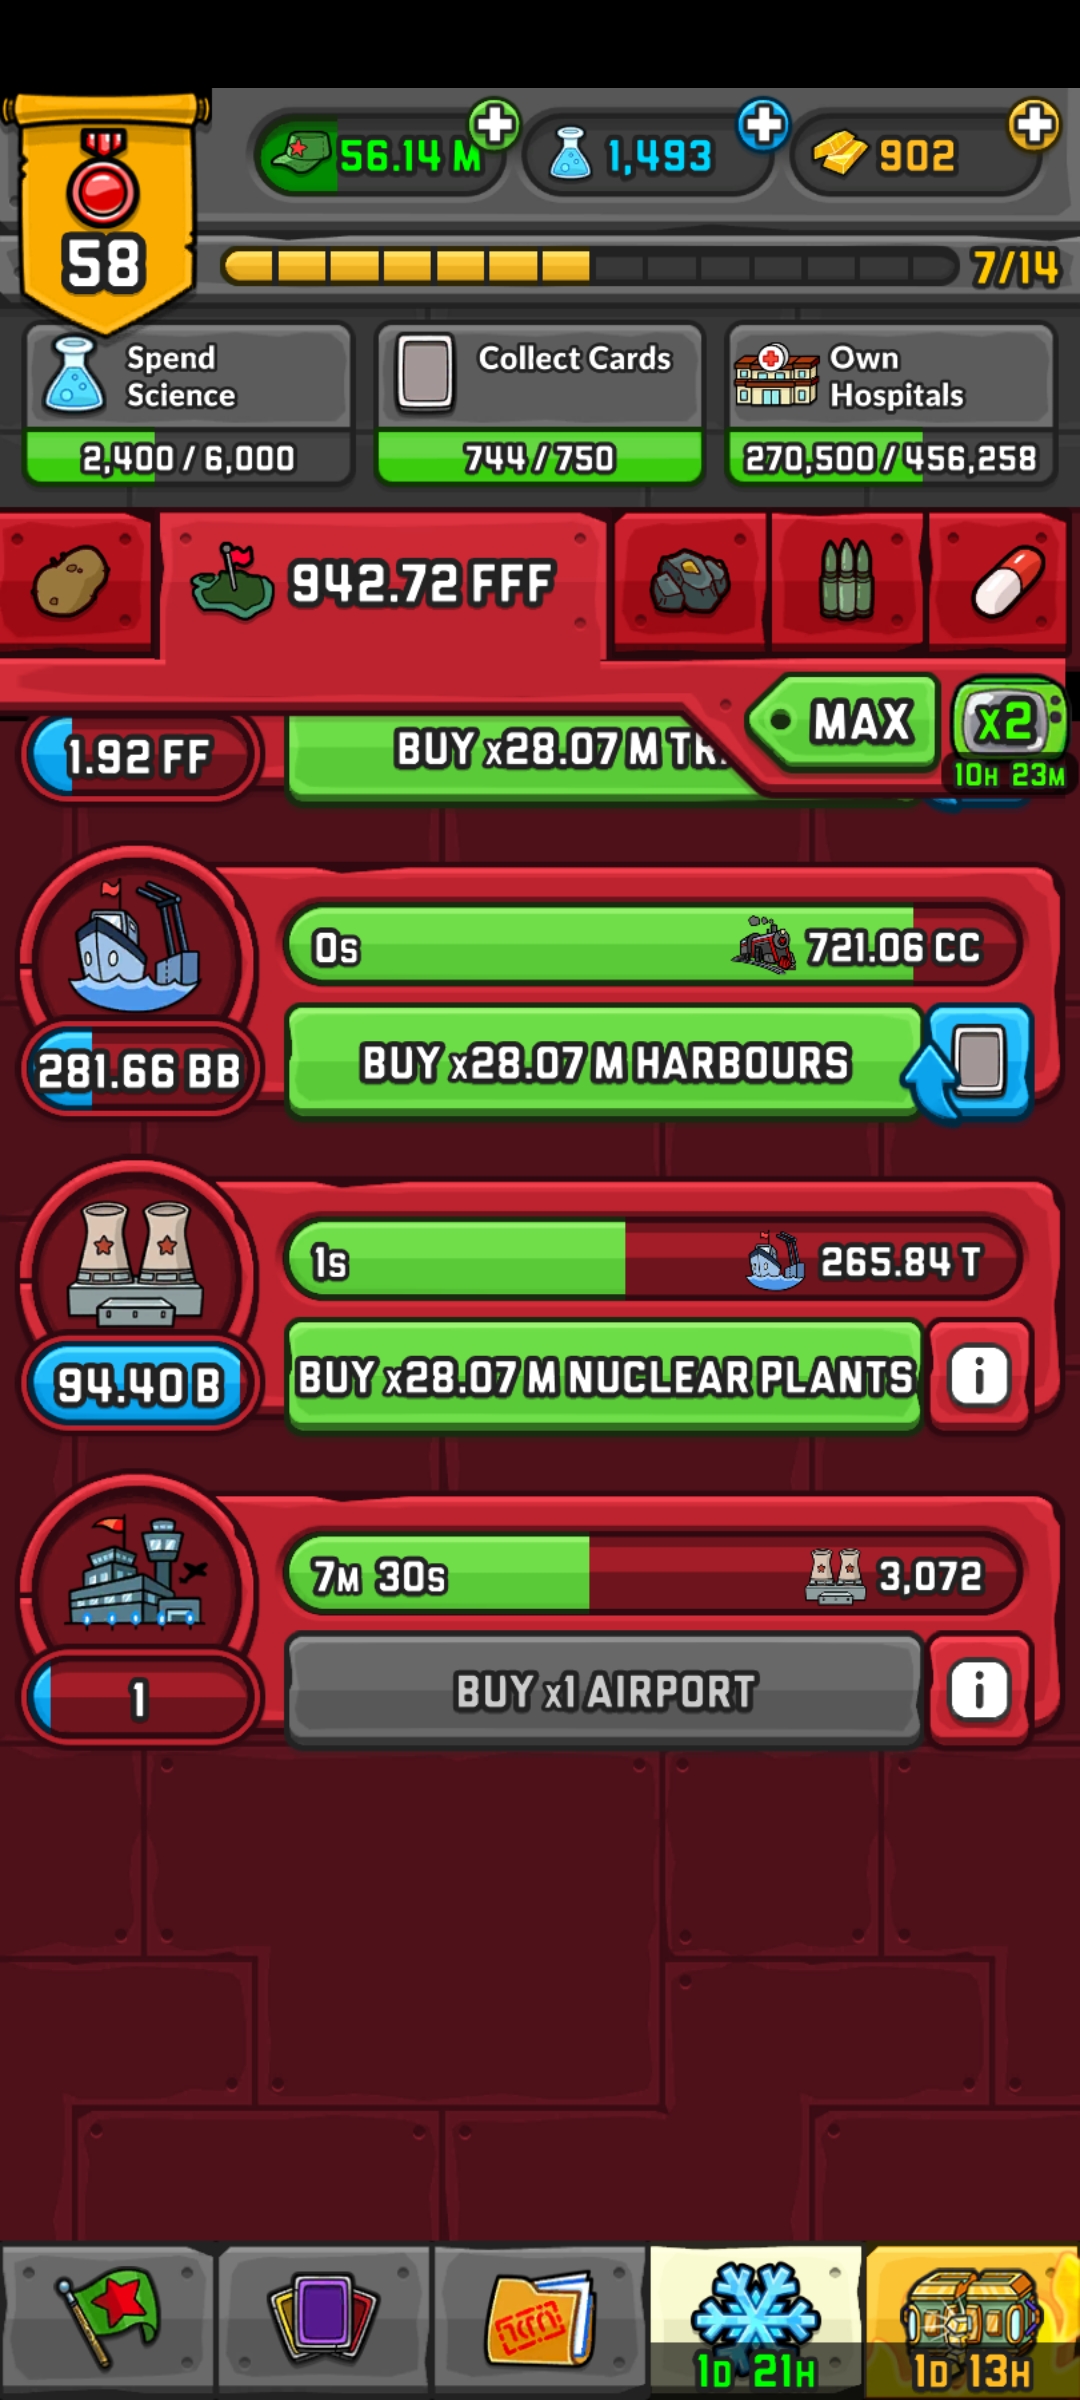 56.14 M
1,493
902
58
7/14
Spend
Science
2,400 / 6,000
Collect Cards
744 / 750
Own
Hospitals
270,500 / 456,258
942.72 FFF
MAX
x2
10H 23M
1.92 FF
BUY x28.07 M TR
0s
721.06 CC
281.66 BB
BUY x28.07 M HARBOURS
1s
265.84 T
94.40 B
BUY x28.07 M NUCLEAR PLANTS
i
7M 30s
3,072
1
BUY x1 AIRPORT
i
1D 21H
1D 13H